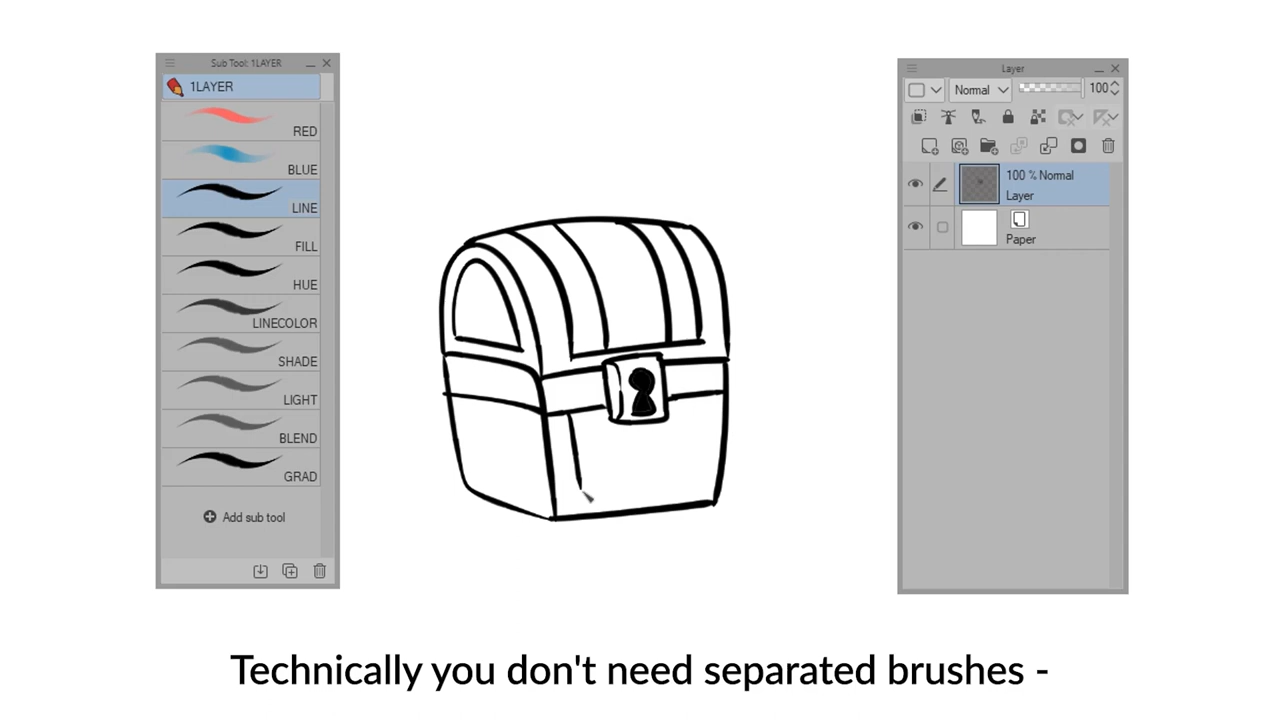 Sub Tool: 1LAYER
1LAYER
RED
BLUE
LINE
FILL
HUE
LINECOLOR
SHADE
LIGHT
BLEND
GRAD
Add sub tool
Layer
Normal 100
100 % Normal
Layer
Paper
Technically you don't need separated brushes -